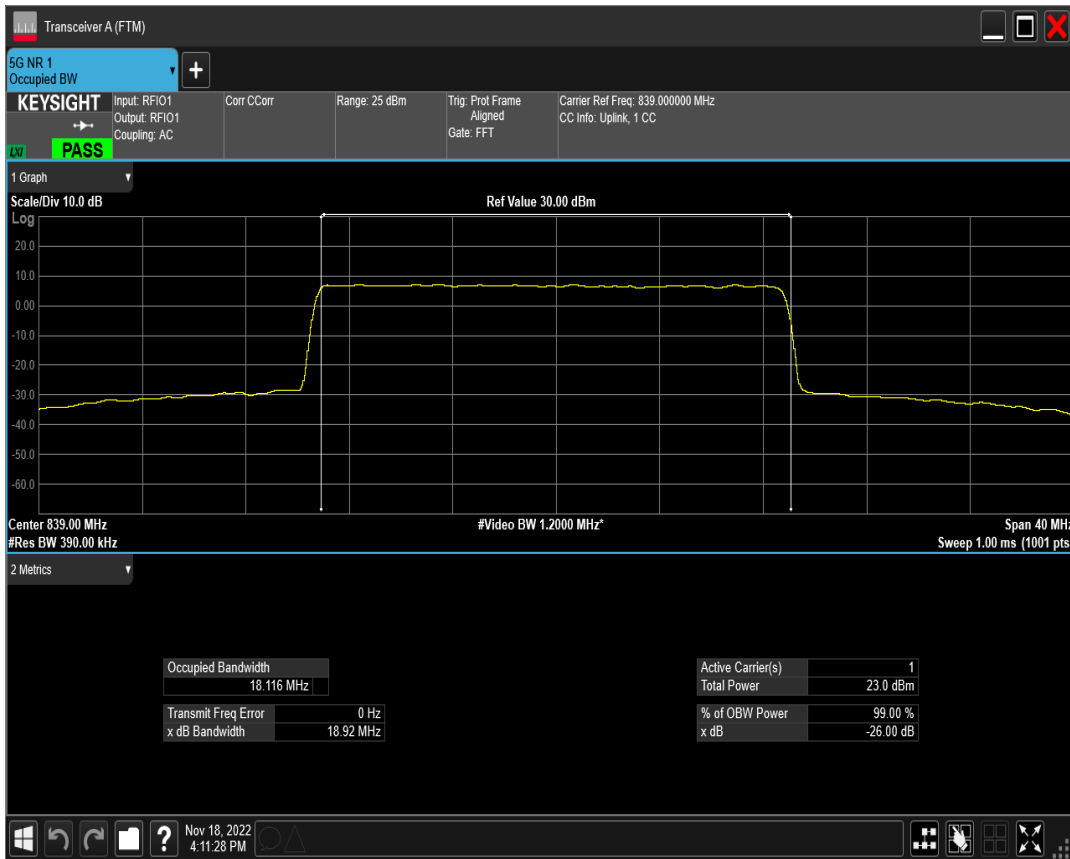 Transceiver A (FTM)
5G NR 1
Occupied BW
+
KEYSIGHT
LXI
PASS
Input: RFIO1
Output: RFIO1
Coupling: AC
Corr CCorr
Range: 25 dBm
Trig: Prot Frame
Aligned
Gate: FFT
Carrier Ref Freq: 839.000000 MHz
CC Info: Uplink, 1 CC
1 Graph
Scale/Div 10.0 dB
Ref Value 30.00 dBm
Log
20.0
10.0
0.00
-10.0
-20.0
-30.0
-40.0
-50.0
-60.0
Center 839.00 MHz
#Video BW 1.2000 MHz*
Span 40 MHz
#Res BW 390.00 kHz
Sweep 1.00 ms (1001 pts
2 Metrics
Occupied Bandwidth
18.116 MHz
Transmit Freq Error 0 Hz
x dB Bandwidth 18.92 MHz
Active Carrier(s) 1
Total Power 23.0 dBm
% of OBW Power 99.00 %
x dB -26.00 dB
?
Nov 18, 2022
4:11:28 PM